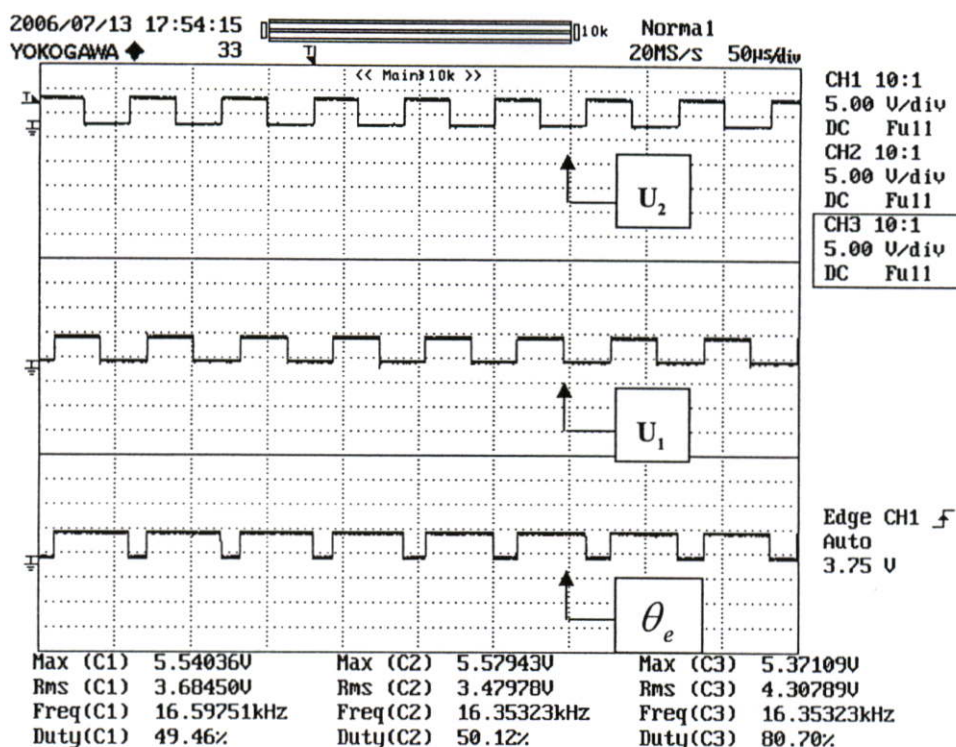 2006/07/13 17:54:15
10k
Normal
YOKOGAWA ◆ 33
20MS/s 50µs/div
<< Main:10k >>
CH1 10:1
5.00 V/div
DC Full
CH2 10:1
5.00 V/div
DC Full
CH3 10:1
5.00 V/div
DC Full
U₂
U₁
θₑ
Edge CH1
Auto
3.75 V
Max (C1) 5.54036V Max (C2) 5.57943V Max (C3) 5.37109V
Rms (C1) 3.68450V Rms (C2) 3.47978V Rms (C3) 4.30789V
Freq(C1) 16.59751kHz Freq(C2) 16.35323kHz Freq(C3) 16.35323kHz
Duty(C1) 49.46% Duty(C2) 50.12% Duty(C3) 80.70%